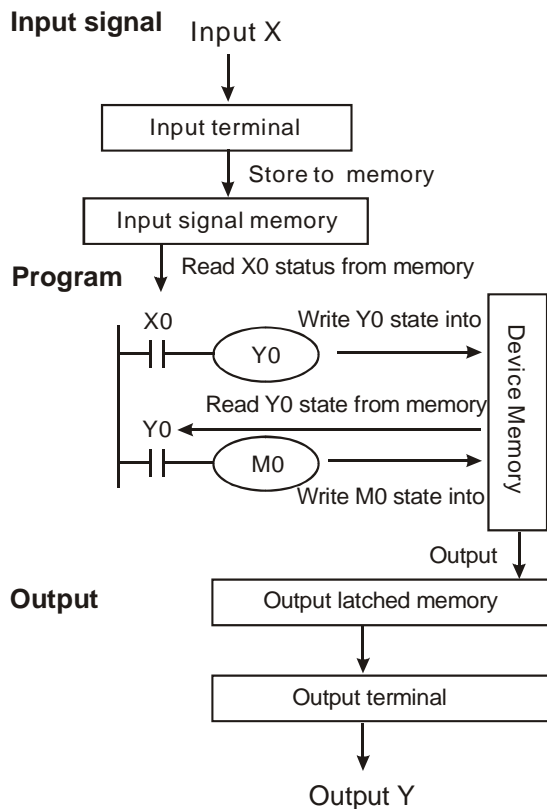 Input signal
Input X
Input terminal
Store to memory
Input signal memory
Read X0 status from memory
Program
X0
Write Y0 state into
Y0
Device Memory
Read Y0 state from memory
Y0
M0
Write M0 state into
Output
Output
Output latched memory
Output terminal
Output Y